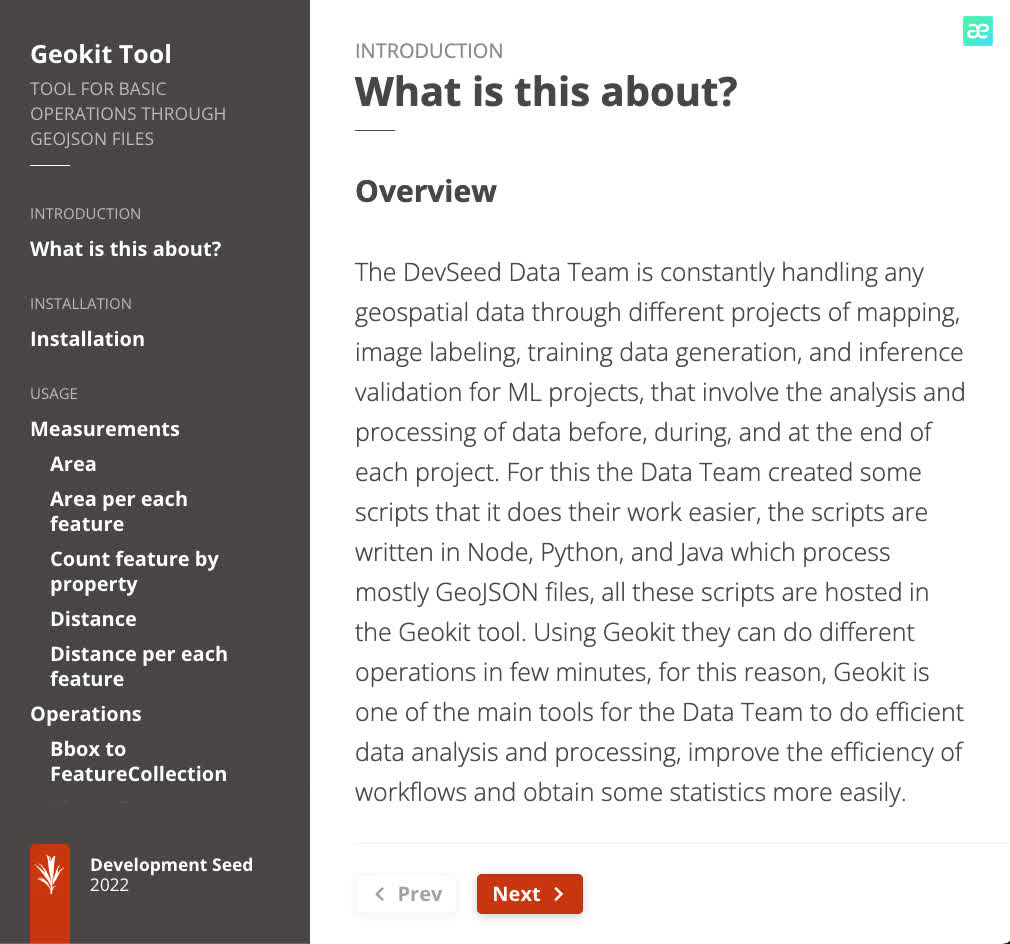 Geokit Tool
TOOL FOR BASIC
OPERATIONS THROUGH
GEOJSON FILES
INTRODUCTION
What is this about?
INSTALLATION
Installation
USAGE
Measurements
Area
Area per each
feature
Count feature by
property
Distance
Distance per each
feature
Operations
Bbox to
FeatureCollection
Development Seed
2022
æ
INTRODUCTION
What is this about?
Overview
The DevSeed Data Team is constantly handling any
geospatial data through different projects of mapping,
image labeling, training data generation, and inference
validation for ML projects, that involve the analysis and
processing of data before, during, and at the end of
each project. For this the Data Team created some
scripts that it does their work easier, the scripts are
written in Node, Python, and Java which process
mostly GeoJSON files, all these scripts are hosted in
the Geokit tool. Using Geokit they can do different
operations in few minutes, for this reason, Geokit is
one of the main tools for the Data Team to do efficient
data analysis and processing, improve the efficiency of
workflows and obtain some statistics more easily.
Prev
Next